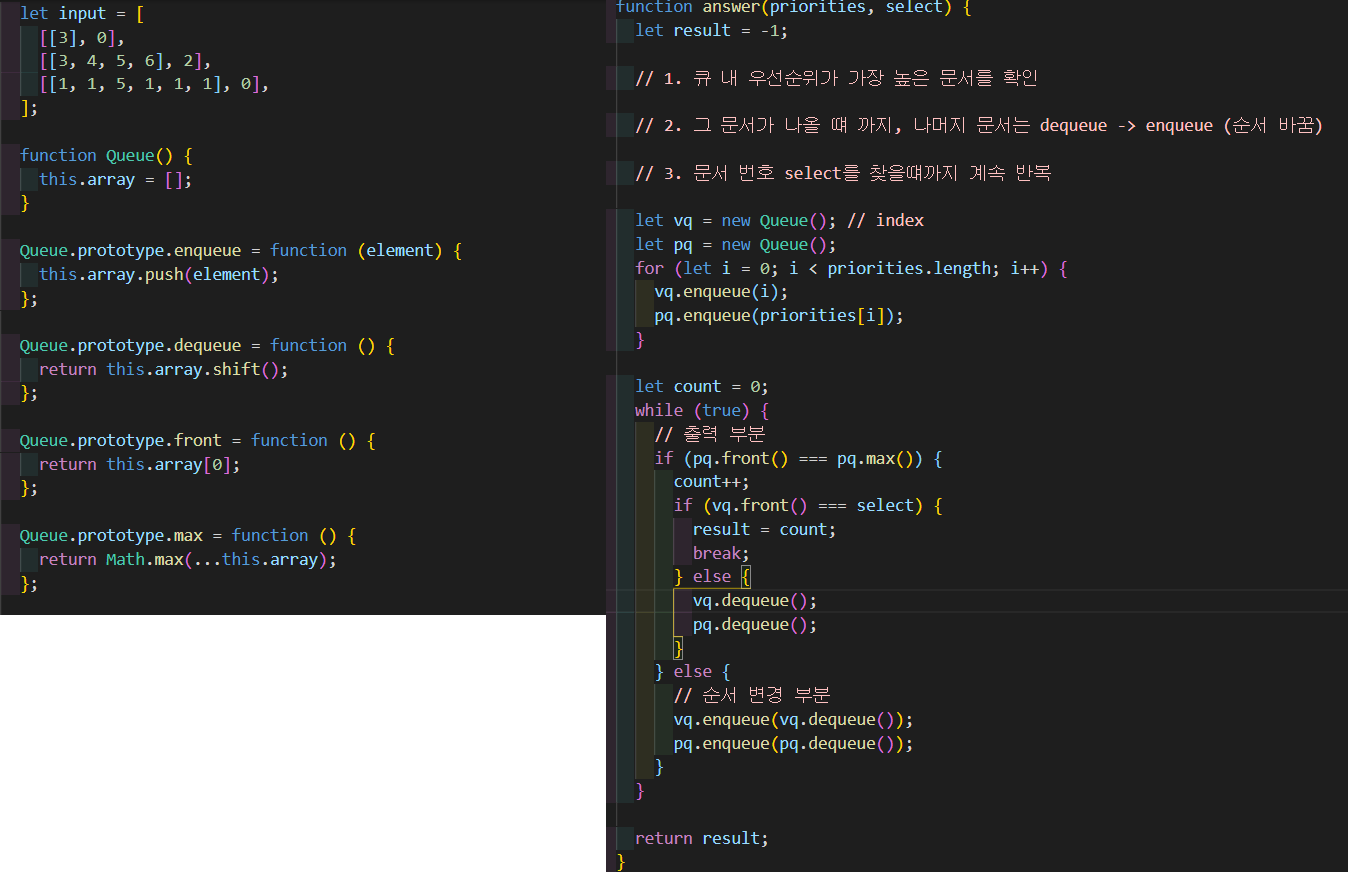 let input = [
  [[3], 0],
  [[3, 4, 5, 6], 2],
  [[1, 1, 5, 1, 1, 1], 0],
];
function Queue() {
  this.array = [];
}
Queue.prototype.enqueue = function (element) {
  this.array.push(element);
};
Queue.prototype.dequeue = function () {
  return this.array.shift();
};
Queue.prototype.front = function () {
  return this.array[0];
};
Queue.prototype.max = function () {
  return Math.max(...this.array);
};
function answer(priorities, select) {
  let result = -1;
  // 1. 큐 내 우선순위가 가장 높은 문서를 확인
  // 2. 그 문서가 나올 떄 까지, 나머지 문서는 dequeue -> enqueue (순서 바꿈)
  // 3. 문서 번호 select를 찾을떄까지 계속 반복
  let vq = new Queue(); // index
  let pq = new Queue();
  for (let i = 0; i < priorities.length; i++) {
    vq.enqueue(i);
    pq.enqueue(priorities[i]);
  }
  let count = 0;
  while (true) {
    // 출력 부분
    if (pq.front() === pq.max()) {
      count++;
      if (vq.front() === select) {
        result = count;
        break;
      } else {
        vq.dequeue();
        pq.dequeue();
      }
    } else {
      // 순서 변경 부분
      vq.enqueue(vq.dequeue());
      pq.enqueue(pq.dequeue());
    }
  }
  return result;
}